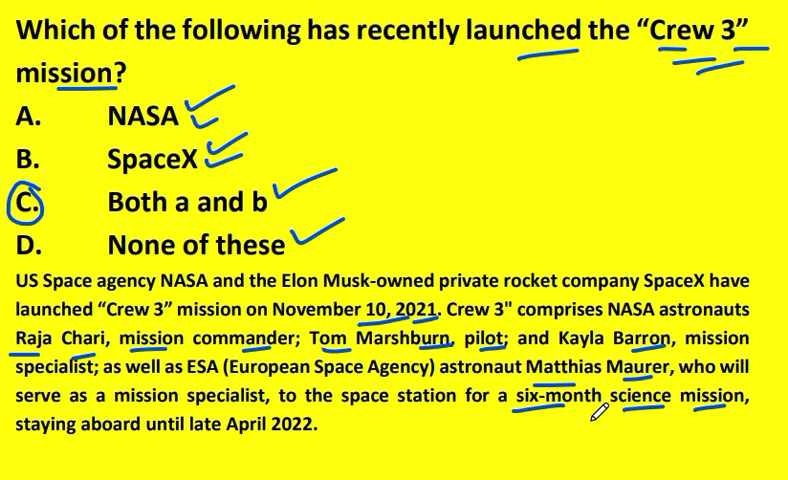 Which of the following has recently launched the “Crew 3”
mission?
A. NASA
B. SpaceX
C. Both a and b
D. None of these
US Space agency NASA and the Elon Musk-owned private rocket company SpaceX have
launched “Crew 3” mission on November 10, 2021. Crew 3" comprises NASA astronauts
Raja Chari, mission commander; Tom Marshburn, pilot; and Kayla Barron, mission
specialist; as well as ESA (European Space Agency) astronaut Matthias Maurer, who will
serve as a mission specialist, to the space station for a six-month science mission,
staying aboard until late April 2022.